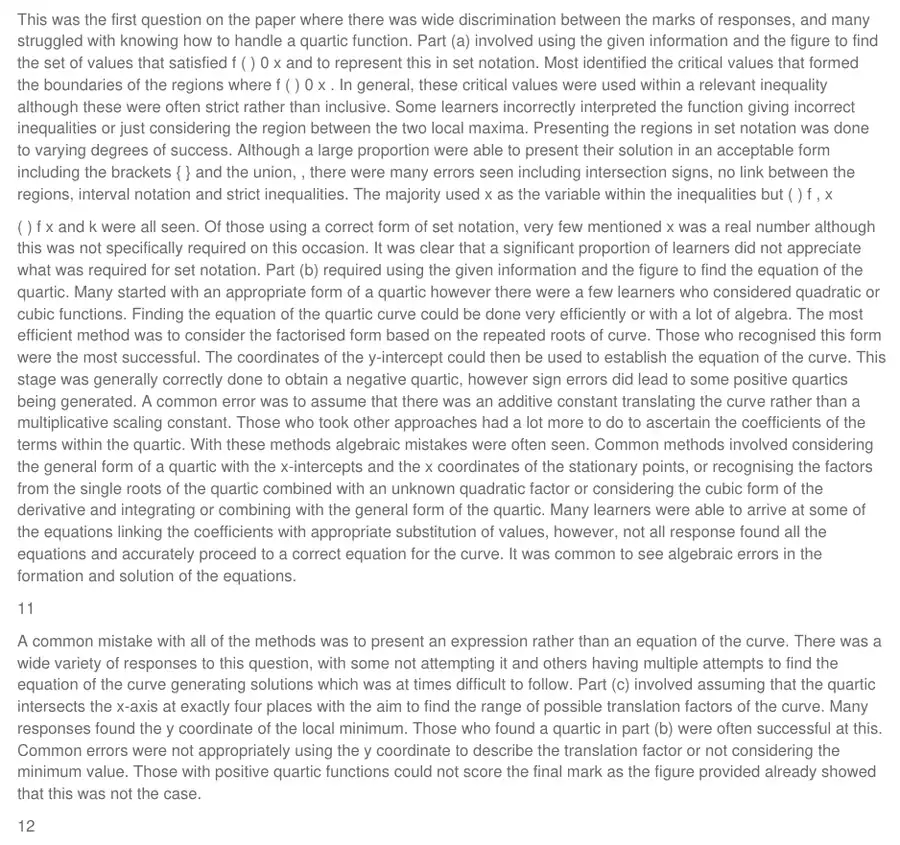 This was the first question on the paper where there was wide discrimination between the marks of responses, and many
struggled with knowing how to handle a quartic function. Part (a) involved using the given information and the figure to find
the set of values that satisfied f ( ) 0 x and to represent this in set notation. Most identified the critical values that formed
the boundaries of the regions where f ( ) 0 x . In general, these critical values were used within a relevant inequality
although these were often strict rather than inclusive. Some learners incorrectly interpreted the function giving incorrect
inequalities or just considering the region between the two local maxima. Presenting the regions in set notation was done
to varying degrees of success. Although a large proportion were able to present their solution in an acceptable form
including the brackets { } and the union, , there were many errors seen including intersection signs, no link between the
regions, interval notation and strict inequalities. The majority used x as the variable within the inequalities but ( ) f , x
( ) f x and k were all seen. Of those using a correct form of set notation, very few mentioned x was a real number although
this was not specifically required on this occasion. It was clear that a significant proportion of learners did not appreciate
what was required for set notation. Part (b) required using the given information and the figure to find the equation of the
quartic. Many started with an appropriate form of a quartic however there were a few learners who considered quadratic or
cubic functions. Finding the equation of the quartic curve could be done very efficiently or with a lot of algebra. The most
efficient method was to consider the factorised form based on the repeated roots of curve. Those who recognised this form
were the most successful. The coordinates of the y-intercept could then be used to establish the equation of the curve. This
stage was generally correctly done to obtain a negative quartic, however sign errors did lead to some positive quartics
being generated. A common error was to assume that there was an additive constant translating the curve rather than a
multiplicative scaling constant. Those who took other approaches had a lot more to do to ascertain the coefficients of the
terms within the quartic. With these methods algebraic mistakes were often seen. Common methods involved considering
the general form of a quartic with the x-intercepts and the x coordinates of the stationary points, or recognising the factors
from the single roots of the quartic combined with an unknown quadratic factor or considering the cubic form of the
derivative and integrating or combining with the general form of the quartic. Many learners were able to arrive at some of
the equations linking the coefficients with appropriate substitution of values, however, not all response found all the
equations and accurately proceed to a correct equation for the curve. It was common to see algebraic errors in the
formation and solution of the equations.
11
A common mistake with all of the methods was to present an expression rather than an equation of the curve. There was a
wide variety of responses to this question, with some not attempting it and others having multiple attempts to find the
equation of the curve generating solutions which was at times difficult to follow. Part (c) involved assuming that the quartic
intersects the x-axis at exactly four places with the aim to find the range of possible translation factors of the curve. Many
responses found the y coordinate of the local minimum. Those who found a quartic in part (b) were often successful at this.
Common errors were not appropriately using the y coordinate to describe the translation factor or not considering the
minimum value. Those with positive quartic functions could not score the final mark as the figure provided already showed
that this was not the case.
12